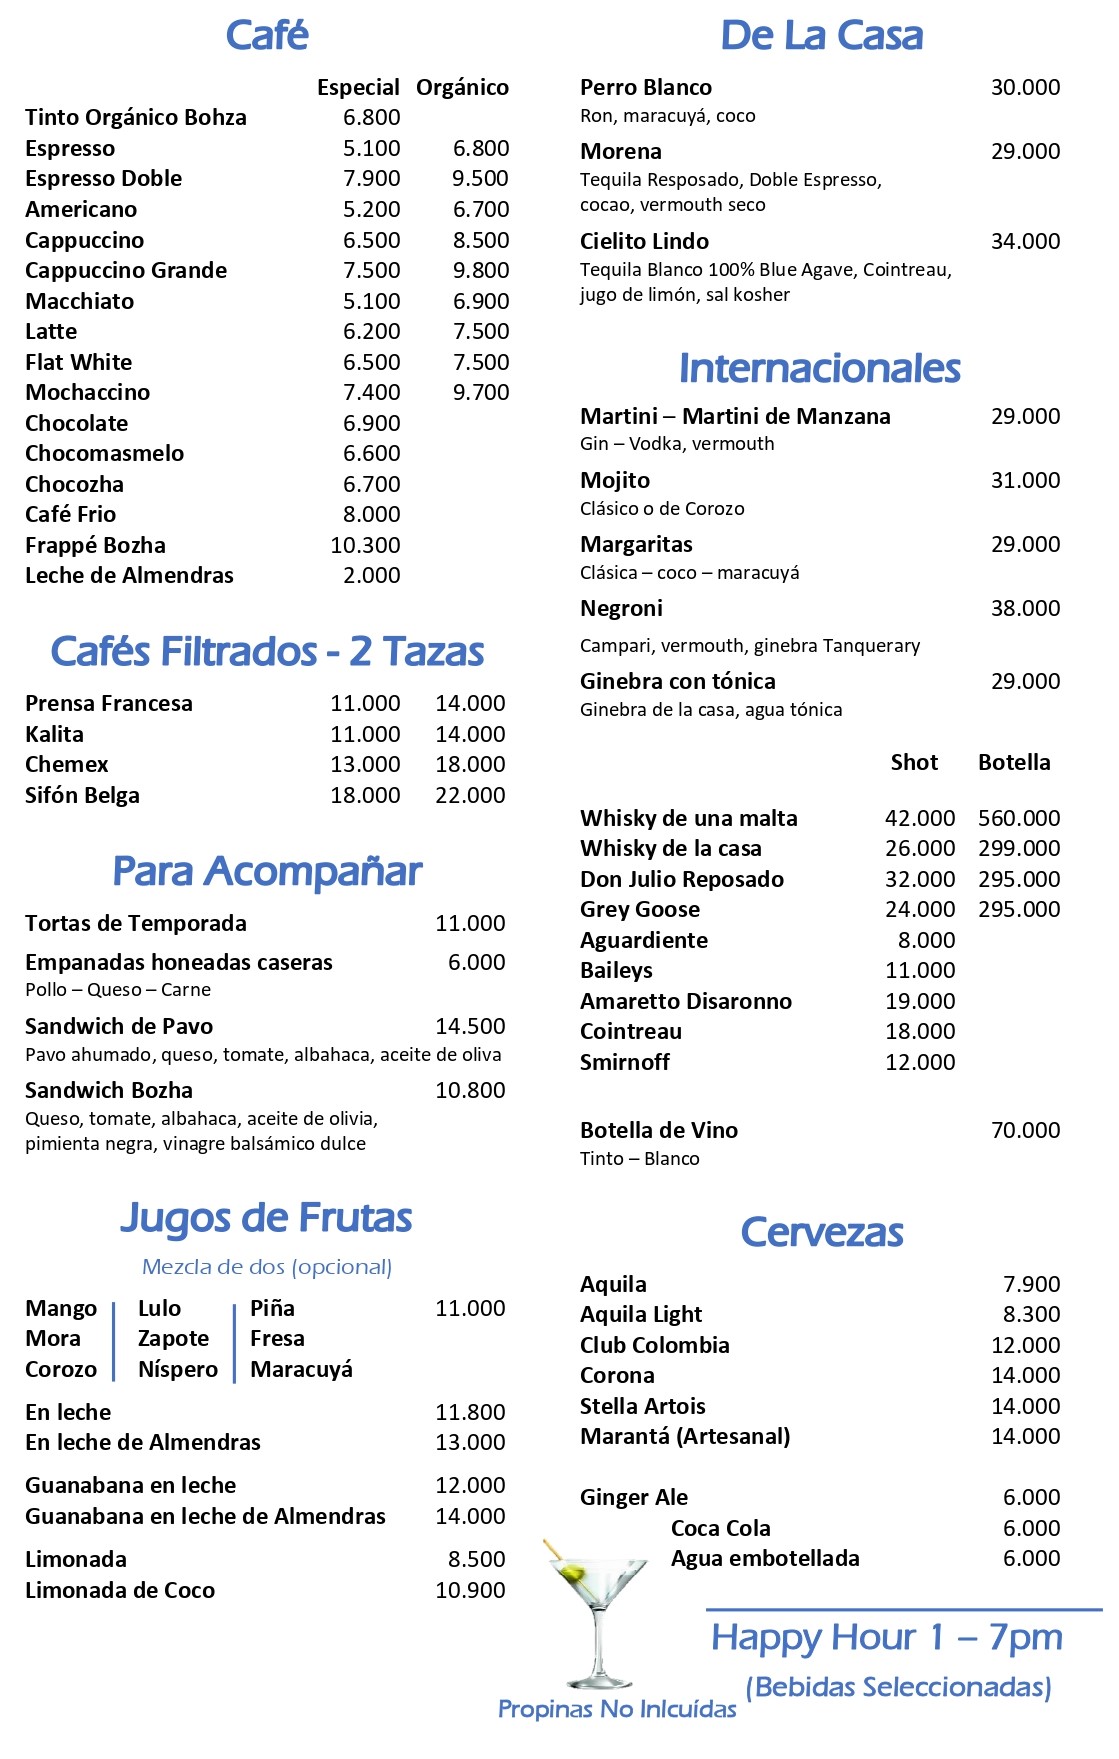 Café
Especial Orgánico
Tinto Orgánico Bohza 6.800
Espresso 5.100 6.800
Espresso Doble 7.900 9.500
Americano 5.200 6.700
Cappuccino 6.500 8.500
Cappuccino Grande 7.500 9.800
Macchiato 5.100 6.900
Latte 6.200 7.500
Flat White 6.500 7.500
Mochaccino 7.400 9.700
Chocolate 6.900
Chocomasmelo 6.600
Chocozha 6.700
Café Frio 8.000
Frappé Bozha 10.300
Leche de Almendras 2.000
Cafés Filtrados - 2 Tazas
Prensa Francesa 11.000 14.000
Kalita 11.000 14.000
Chemex 13.000 18.000
Sifón Belga 18.000 22.000
Para Acompañar
Tortas de Temporada 11.000
Empanadas honeadas caseras 6.000
Pollo – Queso – Carne
Sandwich de Pavo 14.500
Pavo ahumado, queso, tomate, albahaca, aceite de oliva
Sandwich Bozha 10.800
Queso, tomate, albahaca, aceite de olivia,
pimienta negra, vinagre balsámico dulce
Jugos de Frutas
Mezcla de dos (opcional)
Mango Lulo Piña 11.000
Mora Zapote Fresa
Corozo Níspero Maracuyá
En leche 11.800
En leche de Almendras 13.000
Guanabana en leche 12.000
Guanabana en leche de Almendras 14.000
Limonada 8.500
Limonada de Coco 10.900
De La Casa
Perro Blanco 30.000
Ron, maracuyá, coco
Morena 29.000
Tequila Resposado, Doble Espresso,
cocao, vermouth seco
Cielito Lindo 34.000
Tequila Blanco 100% Blue Agave, Cointreau,
jugo de limón, sal kosher
Internacionales
Martini – Martini de Manzana 29.000
Gin – Vodka, vermouth
Mojito 31.000
Clásico o de Corozo
Margaritas 29.000
Clásica – coco – maracuyá
Negroni 38.000
Campari, vermouth, ginebra Tanquerary
Ginebra con tónica 29.000
Ginebra de la casa, agua tónica
Shot Botella
Whisky de una malta 42.000 560.000
Whisky de la casa 26.000 299.000
Don Julio Reposado 32.000 295.000
Grey Goose 24.000 295.000
Aguardiente 8.000
Baileys 11.000
Amaretto Disaronno 19.000
Cointreau 18.000
Smirnoff 12.000
Botella de Vino 70.000
Tinto – Blanco
Cervezas
Aquila 7.900
Aquila Light 8.300
Club Colombia 12.000
Corona 14.000
Stella Artois 14.000
Marantá (Artesanal) 14.000
Ginger Ale 6.000
Coca Cola 6.000
Agua embotellada 6.000
Happy Hour 1 – 7pm
(Bebidas Seleccionadas)
Propinas No Inlcuídas